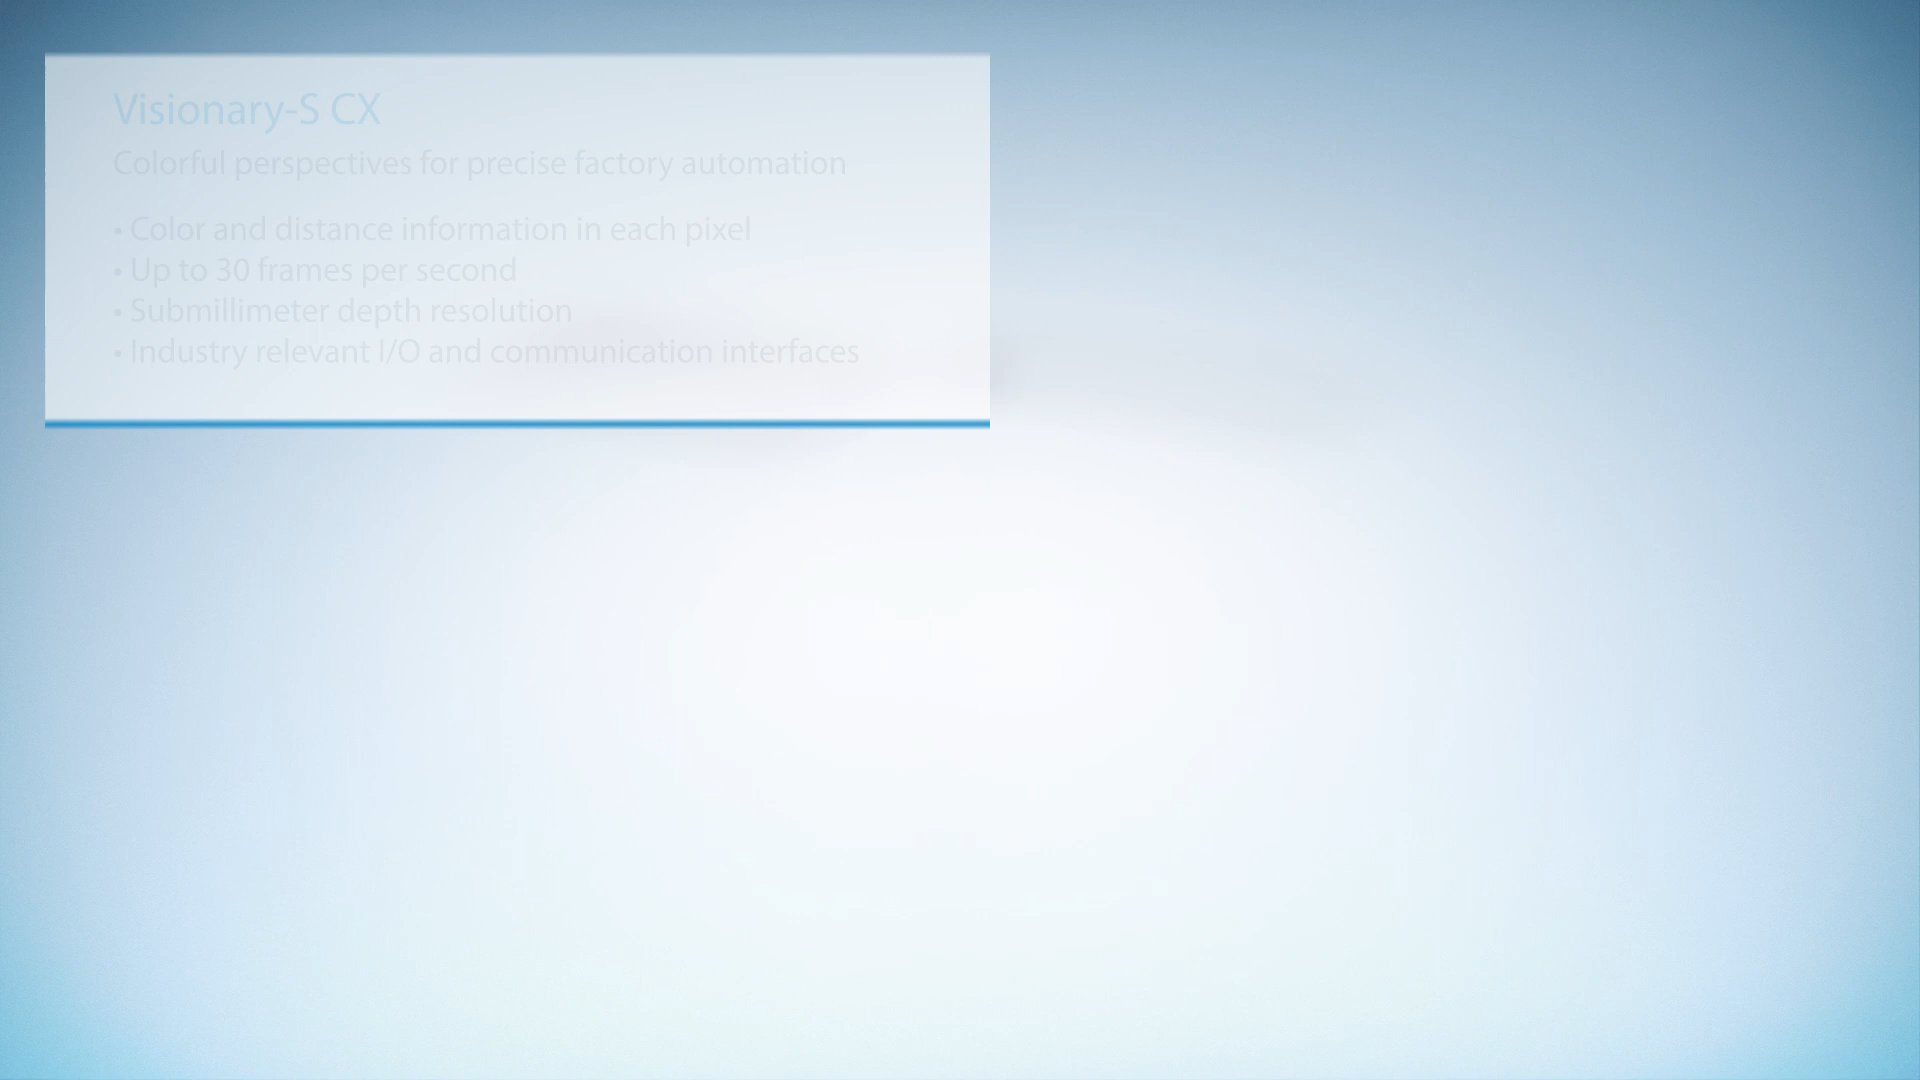 Visionary-S CX
Colorful perspectives for precise factory automation
• Color and distance information in each pixel
• Up to 30 frames per second
• Submillimeter depth resolution
• Industry relevant I/O and communication interfaces